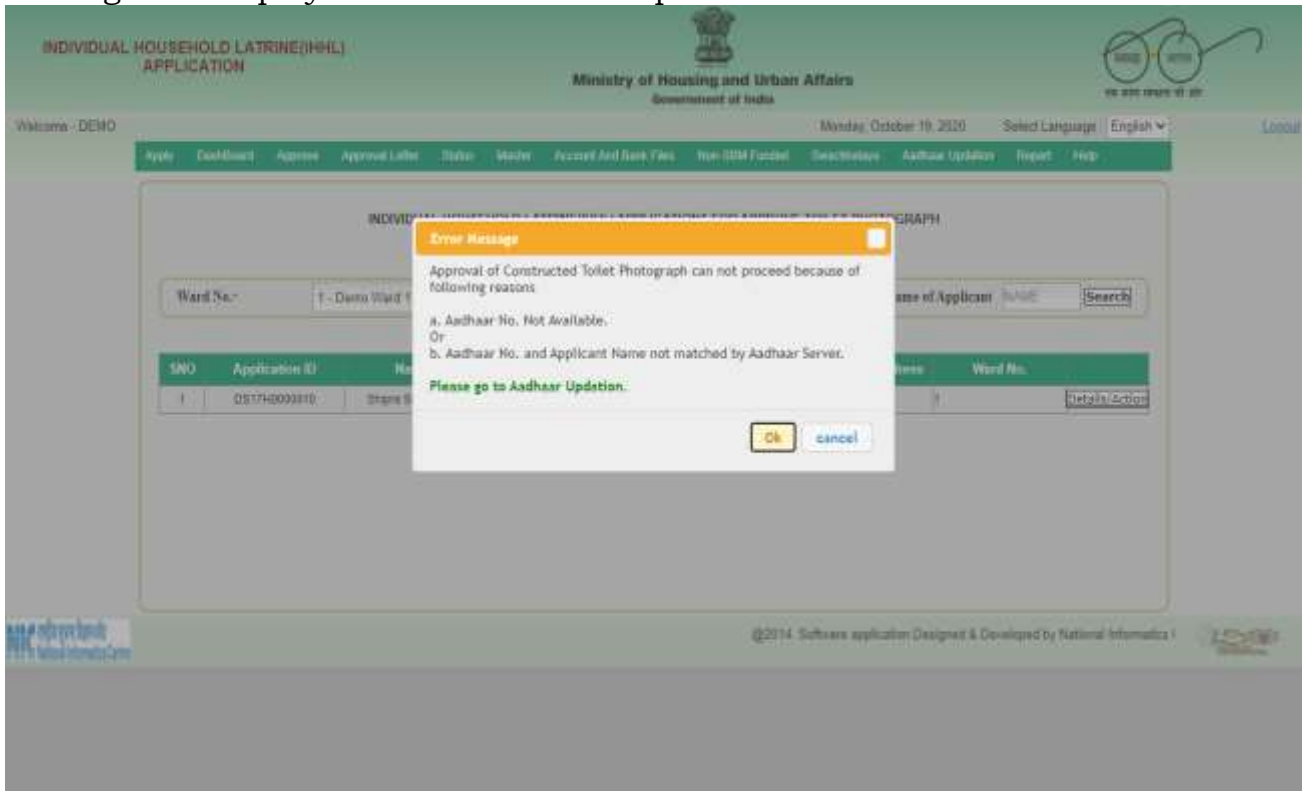 INDIVIDUAL HOUSEHOLD LATRINE(IHHL)
APPLICATION
Ministry of Housing and Urban Affairs
Government of India
Welcome - DEMO
Monday, October 19, 2020
Select Language
English
Logout
Apply Dashboard Approve Approval Letter Status Master Account And Bank Files Non SBM Funded Aadhaar Updation Report Help
GRAPH
Error Message
Approval of Constructed Toilet Photograph can not proceed because of
following reasons
a. Aadhaar No. Not Available.
Or
b. Aadhaar No. and Applicant Name not matched by Aadhaar Server.
Please go to Aadhaar Updation.
Ok cancel
Ward No.- 1 - Demo Ward 1
ame of Applicant NAME Search
SNO Application ID Ward No.
1 1 Details/Action
@2014. Software application Designed & Developed by National Informatics